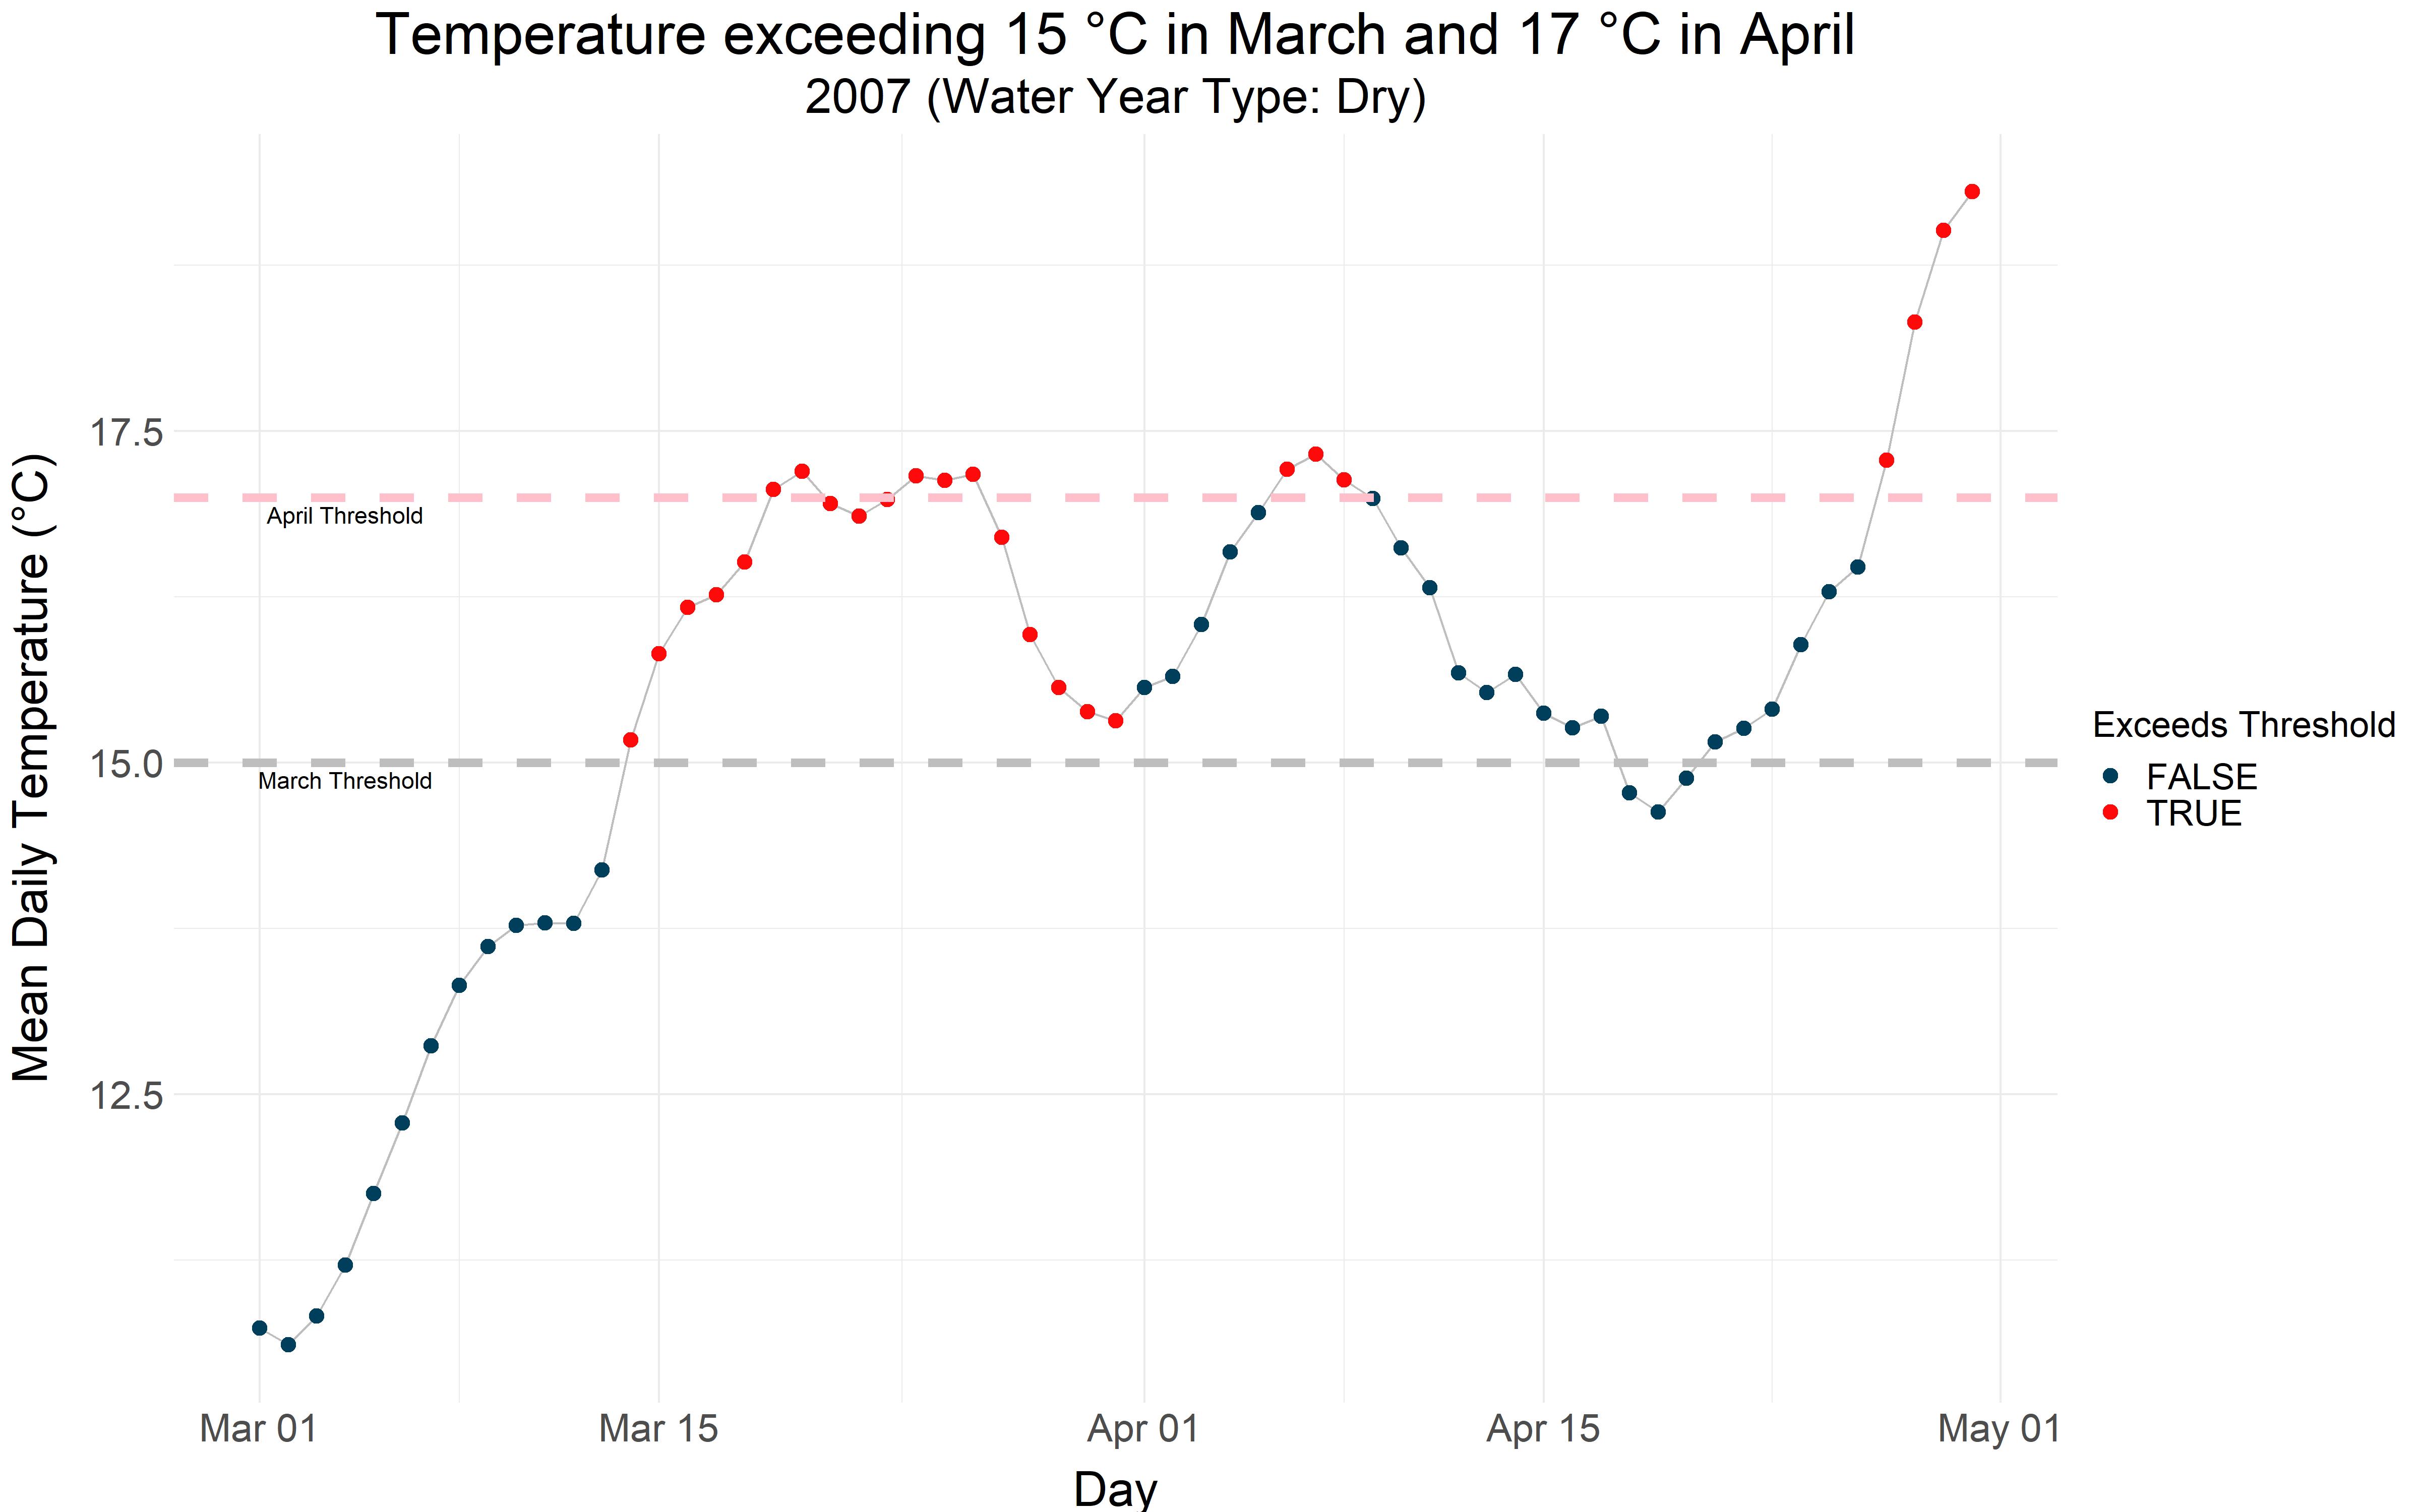 Temperature exceeding 15 °C in March and 17 °C in April
2007 (Water Year Type: Dry)
Mean Daily Temperature (°C)
17.5
15.0
12.5
April Threshold
March Threshold
Mar 01
Mar 15
Apr 01
Apr 15
May 01
Day
Exceeds Threshold
FALSE
TRUE